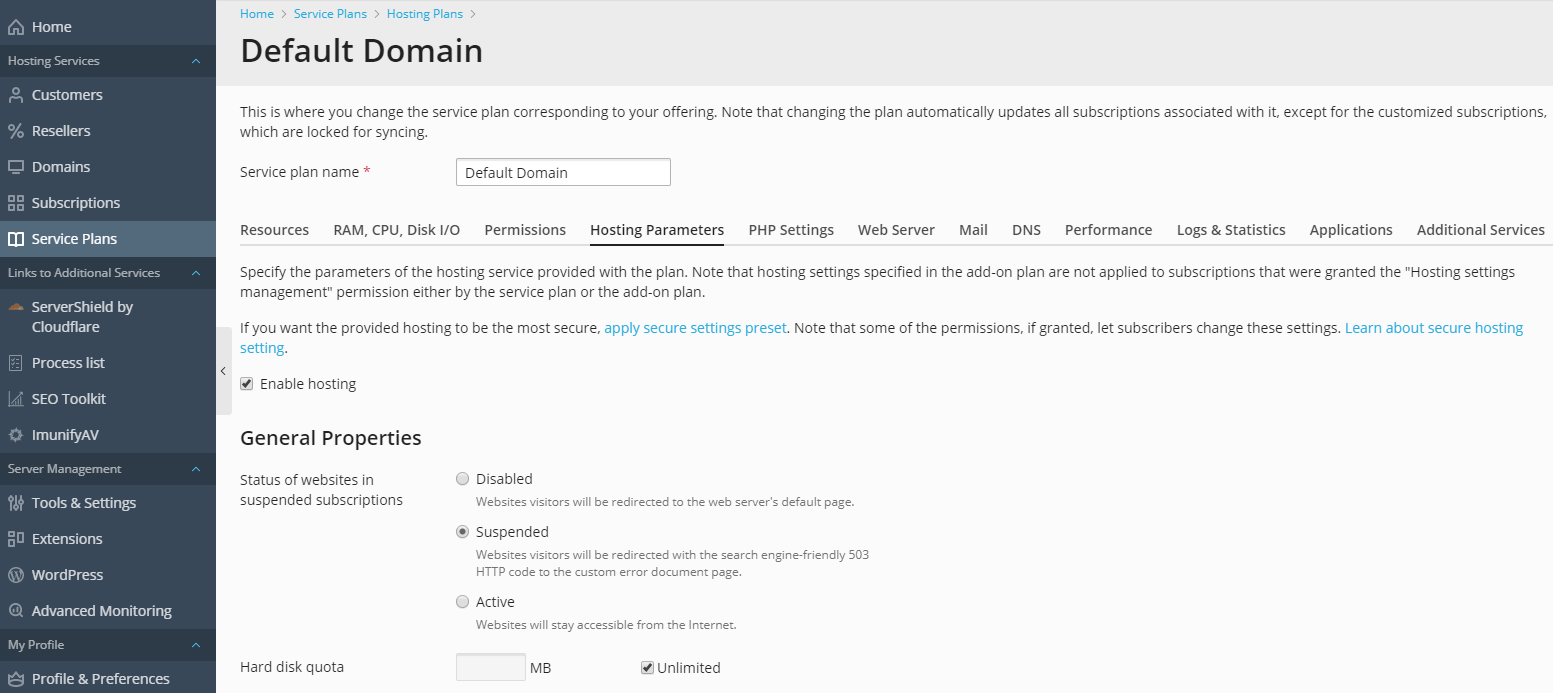 Home
Hosting Services
Customers
Resellers
Domains
Subscriptions
Service Plans
Links to Additional Services
ServerShield by
Cloudflare
Process list
SEO Toolkit
ImunifyAV
Server Management
Tools & Settings
Extensions
WordPress
Advanced Monitoring
My Profile
Profile & Preferences
Home > Service Plans > Hosting Plans >
Default Domain
This is where you change the service plan corresponding to your offering. Note that changing the plan automatically updates all subscriptions associated with it, except for the customized subscriptions,
which are locked for syncing.
Service plan name * Default Domain
Resources RAM, CPU, Disk I/O Permissions Hosting Parameters PHP Settings Web Server Mail DNS Performance Logs & Statistics Applications Additional Services
Specify the parameters of the hosting service provided with the plan. Note that hosting settings specified in the add-on plan are not applied to subscriptions that were granted the "Hosting settings
management" permission either by the service plan or the add-on plan.
If you want the provided hosting to be the most secure, apply secure settings preset. Note that some of the permissions, if granted, let subscribers change these settings. Learn about secure hosting
setting.
Enable hosting
General Properties
Status of websites in
suspended subscriptions
Disabled
Websites visitors will be redirected to the web server's default page.
Suspended
Websites visitors will be redirected with the search engine-friendly 503
HTTP code to the custom error document page.
Active
Websites will stay accessible from the Internet.
Hard disk quota MB Unlimited